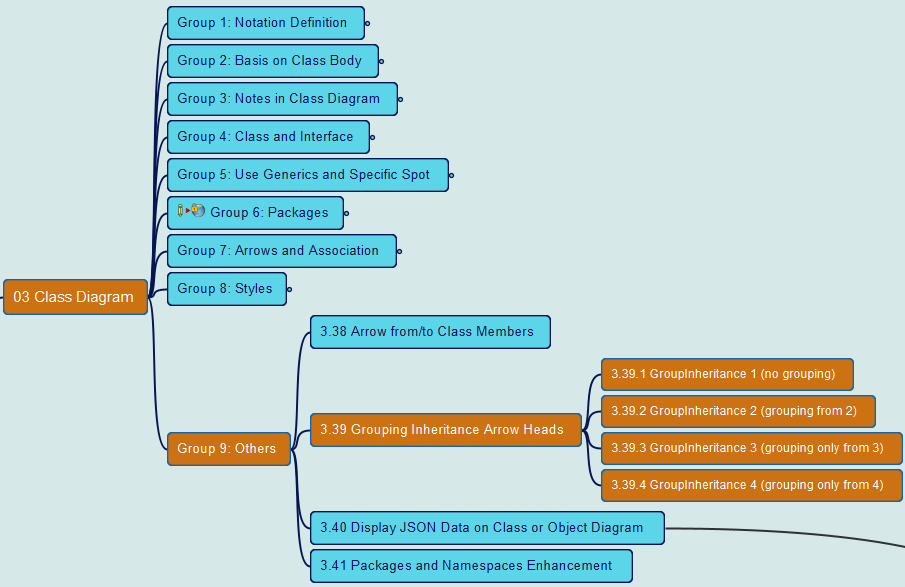 Group 1: Notation Definition
Group 2: Basis on Class Body
Group 3: Notes in Class Diagram
Group 4: Class and Interface
Group 5: Use Generics and Specific Spot
Group 6: Packages
Group 7: Arrows and Association
Group 8: Styles
03 Class Diagram
3.38 Arrow from/to Class Members
3.39.1 GroupInheritance 1 (no grouping)
3.39.2 GroupInheritance 2 (grouping from 2)
3.39 Grouping Inheritance Arrow Heads
3.39.3 GroupInheritance 3 (grouping only from 3)
Group 9: Others
3.39.4 GroupInheritance 4 (grouping only from 4)
3.40 Display JSON Data on Class or Object Diagram
3.41 Packages and Namespaces Enhancement